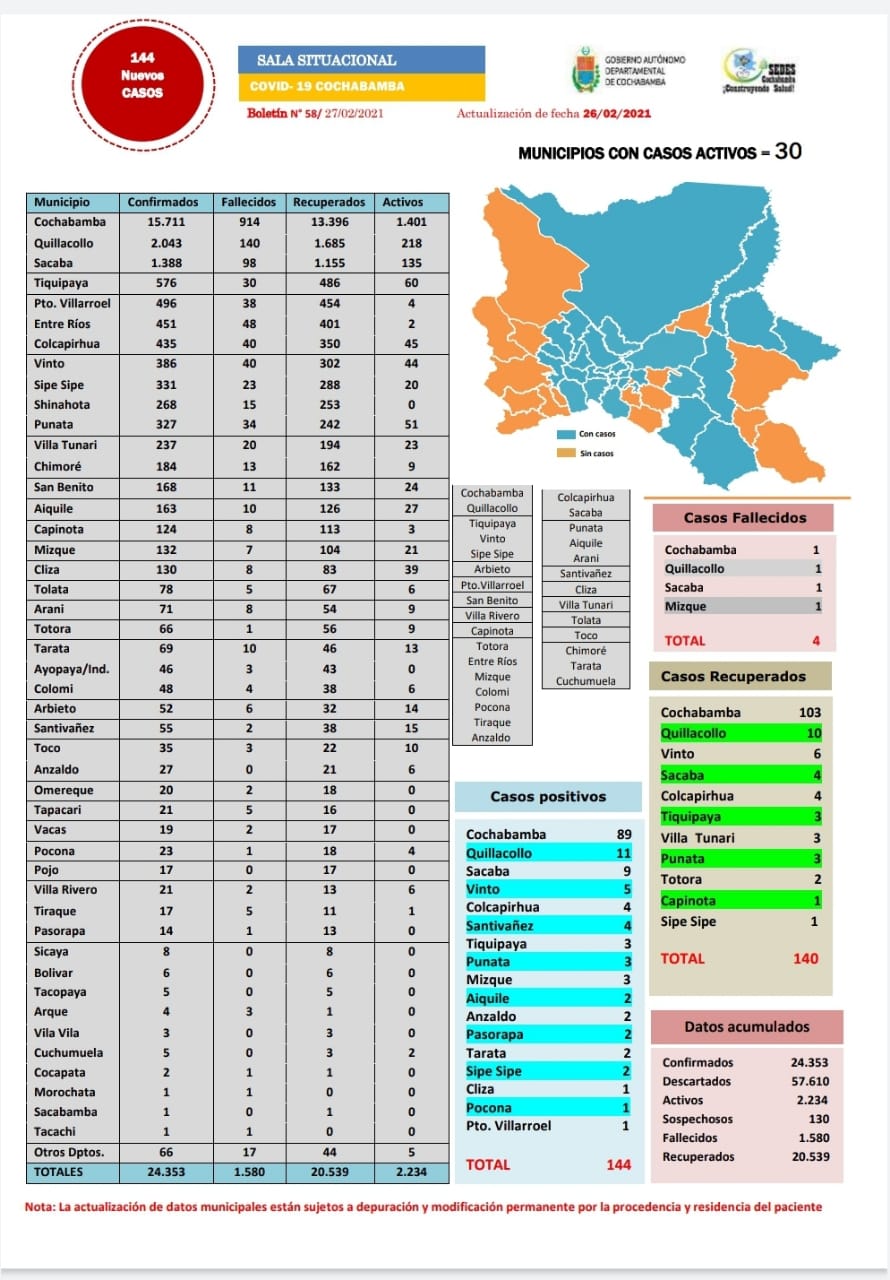 144
Nuevos
CASOS
SALA SITUACIONAL
COVID- 19 COCHABAMBA
Boletín N° 58/ 27/02/2021
Actualización de fecha 26/02/2021
GOBIERNO AUTÓNOMO
DEPARTAMENTAL
DE COCHABAMBA
SEDES
Cochabamba
¡Construyendo Salud!
MUNICIPIOS CON CASOS ACTIVOS = 30
Municipio Confirmados Fallecidos Recuperados Activos
Cochabamba 15.711 914 13.396 1.401
Quillacollo 2.043 140 1.685 218
Sacaba 1.388 98 1.155 135
Tiquipaya 576 30 486 60
Pto. Villarroel 496 38 454 4
Entre Ríos 451 48 401 2
Colcapirhua 435 40 350 45
Vinto 386 40 302 44
Sipe Sipe 331 23 288 20
Shinahota 268 15 253 0
Punata 327 34 242 51
Villa Tunari 237 20 194 23
Chimoré 184 13 162 9
San Benito 168 11 133 24
Aiquile 163 10 126 27
Capinota 124 8 113 3
Mizque 132 7 104 21
Cliza 130 8 83 39
Tolata 78 5 67 6
Arani 71 8 54 9
Totora 66 1 56 9
Tarata 69 10 46 13
Ayopaya/Ind. 46 3 43 0
Colomi 48 4 38 6
Arbieto 52 6 32 14
Santivañez 55 2 38 15
Toco 35 3 22 10
Anzaldo 27 0 21 6
Omereque 20 2 18 0
Tapacari 21 5 16 0
Vacas 19 2 17 0
Pocona 23 1 18 4
Pojo 17 0 17 0
Villa Rivero 21 2 13 6
Tiraque 17 5 11 1
Pasorapa 14 1 13 0
Sicaya 8 0 8 0
Bolivar 6 0 6 0
Tacopaya 5 0 5 0
Arque 4 3 1 0
Vila Vila 3 0 3 0
Cuchumuela 5 0 3 2
Cocapata 2 1 1 0
Morochata 1 1 0 0
Sacabamba 1 0 1 0
Tacachi 1 1 0 0
Otros Dptos. 66 17 44 5
TOTALES 24.353 1.580 20.539 2.234
Con casos
Sin casos
Cochabamba
Quillacollo
Tiquipaya
Vinto
Sipe Sipe
Arbieto
Pto.Villarroel
San Benito
Villa Rivero
Capinota
Totora
Entre Ríos
Mizque
Colomi
Pocona
Tiraque
Anzaldo
Colcapirhua
Sacaba
Punata
Aiquile
Arani
Santivañez
Cliza
Villa Tunari
Tolata
Toco
Chimoré
Tarata
Cuchumuela
Casos Fallecidos
Cochabamba 1
Quillacollo 1
Sacaba 1
Mizque 1
TOTAL 4
Casos Recuperados
Cochabamba 103
Quillacollo 10
Vinto 6
Sacaba 4
Colcapirhua 4
Tiquipaya 3
Villa Tunari 3
Punata 3
Totora 2
Capinota 1
Sipe Sipe 1
TOTAL 140
Casos positivos
Cochabamba 89
Quillacollo 11
Sacaba 9
Vinto 5
Colcapirhua 4
Santivañez 4
Tiquipaya 3
Punata 3
Mizque 3
Aiquile 2
Anzaldo 2
Pasorapa 2
Tarata 2
Sipe Sipe 2
Cliza 1
Pocona 1
Pto. Villarroel 1
TOTAL 144
Datos acumulados
Confirmados 24.353
Descartados 57.610
Activos 2.234
Sospechosos 130
Fallecidos 1.580
Recuperados 20.539
Nota: La actualización de datos municipales están sujetos a depuración y modificación permanente por la procedencia y residencia del paciente